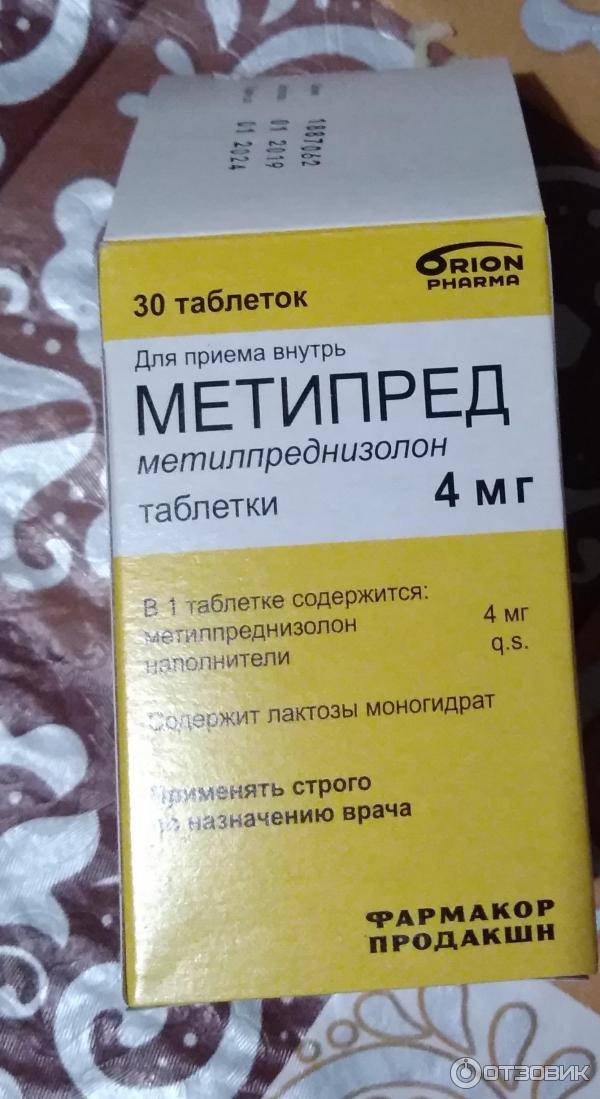 1887062
01 2019
01 2024
ORION
PHARMA
30 таблеток
Для приема внутрь
МЕТИПРЕД
метилпреднизолон
таблетки 4 мг
В 1 таблетке содержится:
метилпреднизолон 4 мг
наполнители q.s.
Содержит лактозы моногидрат
Применять строго
по назначению врача
ФАРМАКОР
ПРОДАКШН
ОТЗОВИК